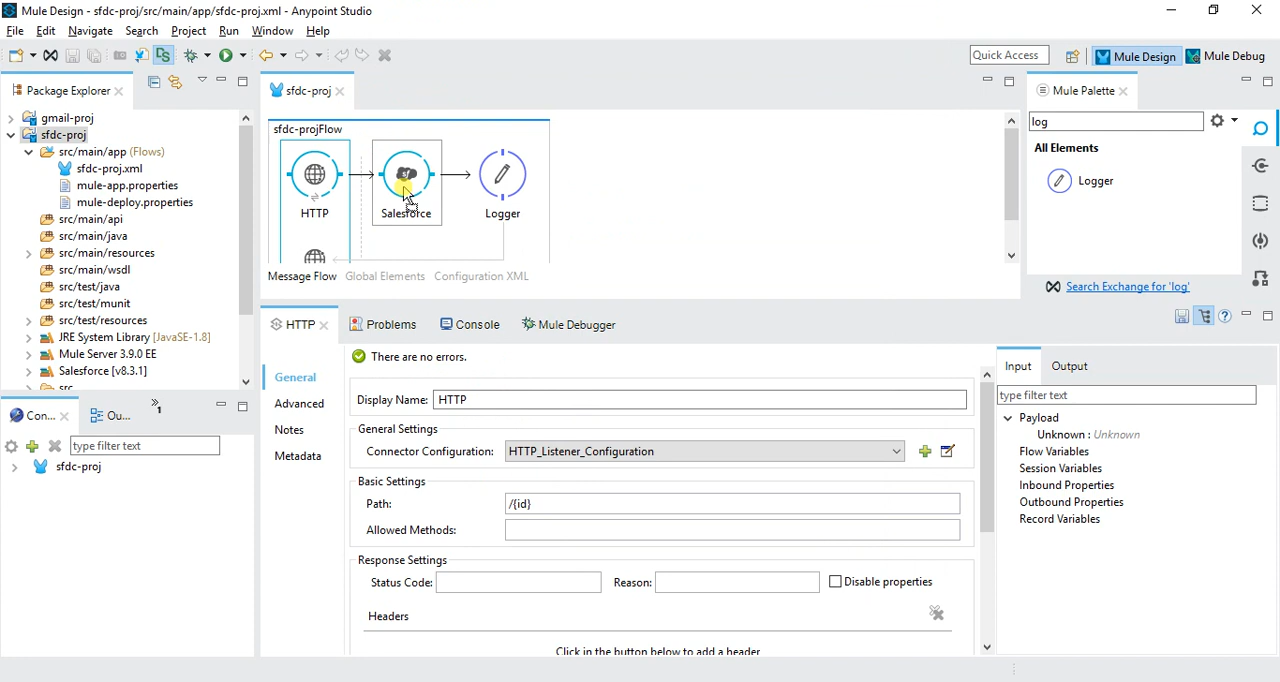 Mule Design - sfdc-proj/src/main/app/sfdc-proj.xml - Anypoint Studio
File Edit Navigate Search Project Run Window Help
Quick Access Mule Design Mule Debug
Package Explorer
gmail-proj
sfdc-proj
src/main/app (Flows)
sfdc-proj.xml
mule-app.properties
mule-deploy.properties
src/main/api
src/main/java
src/main/resources
src/main/wsdl
src/test/java
src/test/munit
src/test/resources
JRE System Library [JavaSE-1.8]
Mule Server 3.9.0 EE
Salesforce [v8.3.1]
src
sfdc-proj
sfdc-projFlow
HTTP Salesforce Logger
Message Flow Global Elements Configuration XML
Mule Palette
log
All Elements
Logger
Search Exchange for 'log'
Con... Ou... »1
type filter text
sfdc-proj
HTTP Problems Console Mule Debugger
There are no errors.
General
Advanced
Notes
Metadata
Display Name: HTTP
General Settings
Connector Configuration: HTTP_Listener_Configuration
Basic Settings
Path: /{id}
Allowed Methods:
Response Settings
Status Code: Reason: Disable properties
Headers
Click in the button below to add a header
Input Output
type filter text
Payload
Unknown : Unknown
Flow Variables
Session Variables
Inbound Properties
Outbound Properties
Record Variables